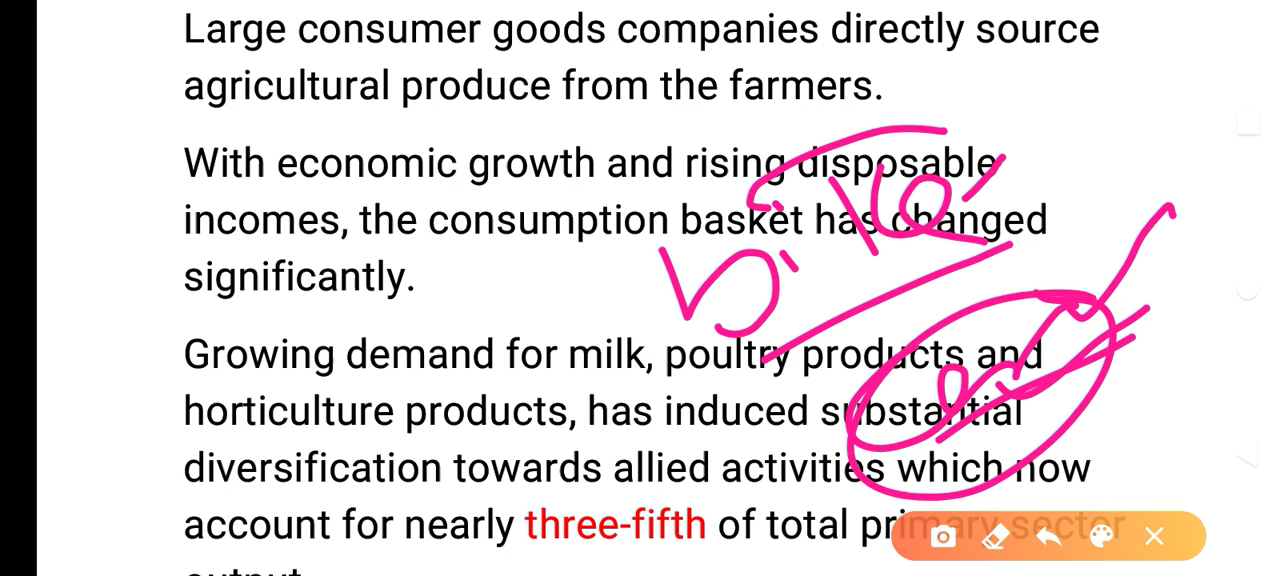 Large consumer goods companies directly source
agricultural produce from the farmers.
With economic growth and rising disposable
incomes, the consumption basket has changed
significantly.
Growing demand for milk, poultry products and
horticulture products, has induced substantial
diversification towards allied activities which now
account for nearly three-fifth of total primary sector
output.